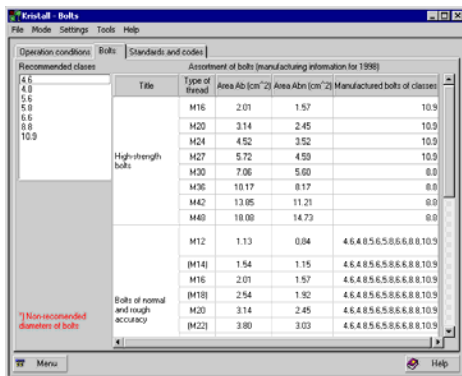 Kristall - Bolts
File Mode Settings Tools Help
Operation conditions Bolts Standards and codes
Recommended clases
4.6
4.8
5.6
5.8
6.6
8.8
10.9
*) Non-recomended
diameters of bolts
Assortment of bolts (manufacturing information for 1998)
Title Type of thread Area Ab (cm^2) Area Abn (cm^2) Manufactured bolts of classes
High-strength bolts
M16 2.01 1.57 10.9
M20 3.14 2.45 10.9
M24 4.52 3.52 10.9
M27 5.72 4.59 10.9
M30 7.06 5.60 8.8
M36 10.17 8.17 8.8
M42 13.85 11.21 8.8
M48 18.08 14.73 8.8
Bolts of normal and rough accuracy
M12 1.13 0.84 4.6,4.8,5.6,5.8,6.6,8.8,10.9
(M14) 1.54 1.15 4.6,4.8,5.6,5.8,6.6,8.8,10.9
M16 2.01 1.57 4.6,4.8,5.6,5.8,6.6,8.8,10.9
(M18) 2.54 1.92 4.6,4.8,5.6,5.8,6.6,8.8,10.9
M20 3.14 2.45 4.6,4.8,5.6,5.8,6.6,8.8,10.9
(M22) 3.80 3.03 4.6,4.8,5.6,5.8,6.6,8.8,10.9
Menu Help